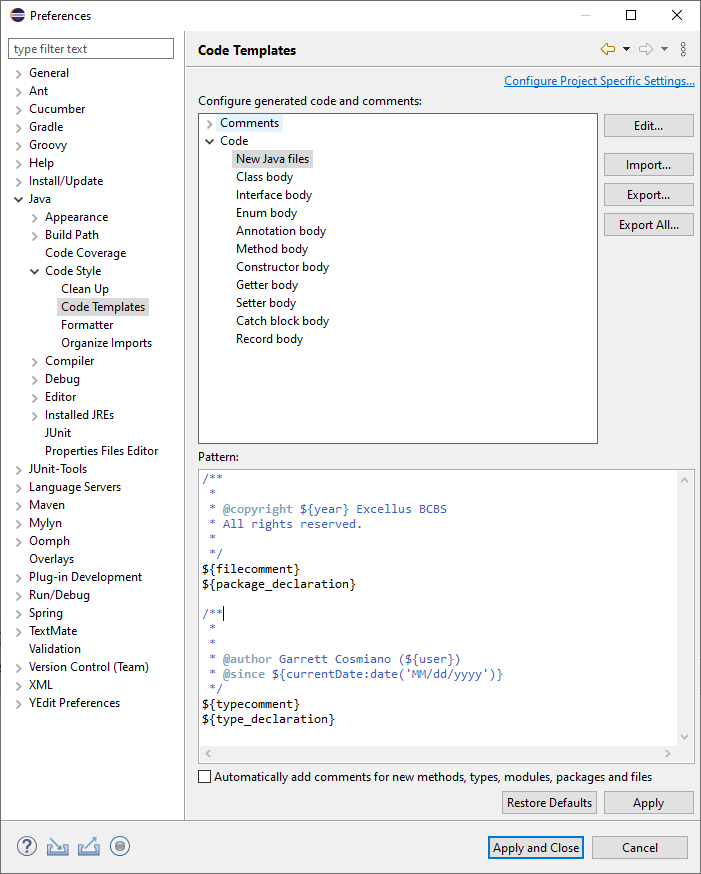 Preferences
type filter text
General
Ant
Cucumber
Gradle
Groovy
Help
Install/Update
Java
Appearance
Build Path
Code Coverage
Code Style
Clean Up
Code Templates
Formatter
Organize Imports
Compiler
Debug
Editor
Installed JREs
JUnit
Properties Files Editor
JUnit-Tools
Language Servers
Maven
Mylyn
Oomph
Overlays
Plug-in Development
Run/Debug
Spring
TextMate
Validation
Version Control (Team)
XML
YEdit Preferences
Code Templates
Configure Project Specific Settings...
Configure generated code and comments:
Comments
Code
New Java files
Class body
Interface body
Enum body
Annotation body
Method body
Constructor body
Getter body
Setter body
Catch block body
Record body
Edit...
Import...
Export...
Export All...
Pattern:
/**
 *
 * @copyright ${year} Excellus BCBS
 * All rights reserved.
 *
 */
${filecomment}
${package_declaration}
/**
 *
 *
 * @author Garrett Cosmiano (${user})
 * @since ${currentDate:date('MM/dd/yyyy')}
 */
${typecomment}
${type_declaration}
Automatically add comments for new methods, types, modules, packages and files
Restore Defaults
Apply
?
Apply and Close
Cancel